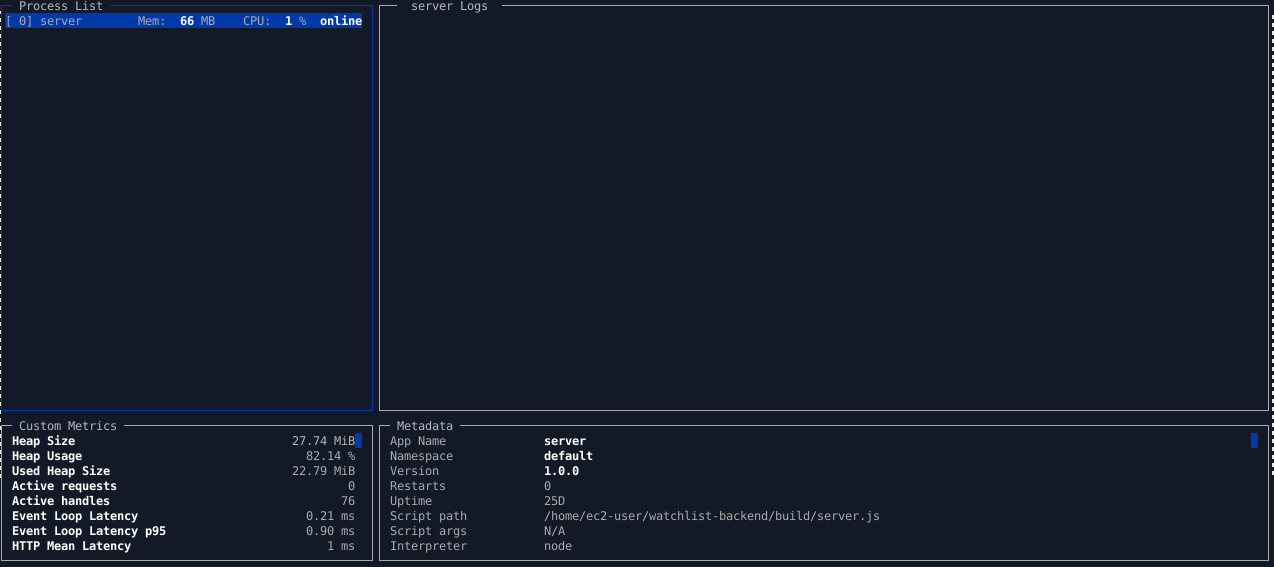 Process List
[ 0] server Mem: 66 MB CPU: 1 % online
server Logs
Custom Metrics
Heap Size 27.74 MiB
Heap Usage 82.14 %
Used Heap Size 22.79 MiB
Active requests 0
Active handles 76
Event Loop Latency 0.21 ms
Event Loop Latency p95 0.90 ms
HTTP Mean Latency 1 ms
Metadata
App Name server
Namespace default
Version 1.0.0
Restarts 0
Uptime 25D
Script path /home/ec2-user/watchlist-backend/build/server.js
Script args N/A
Interpreter node